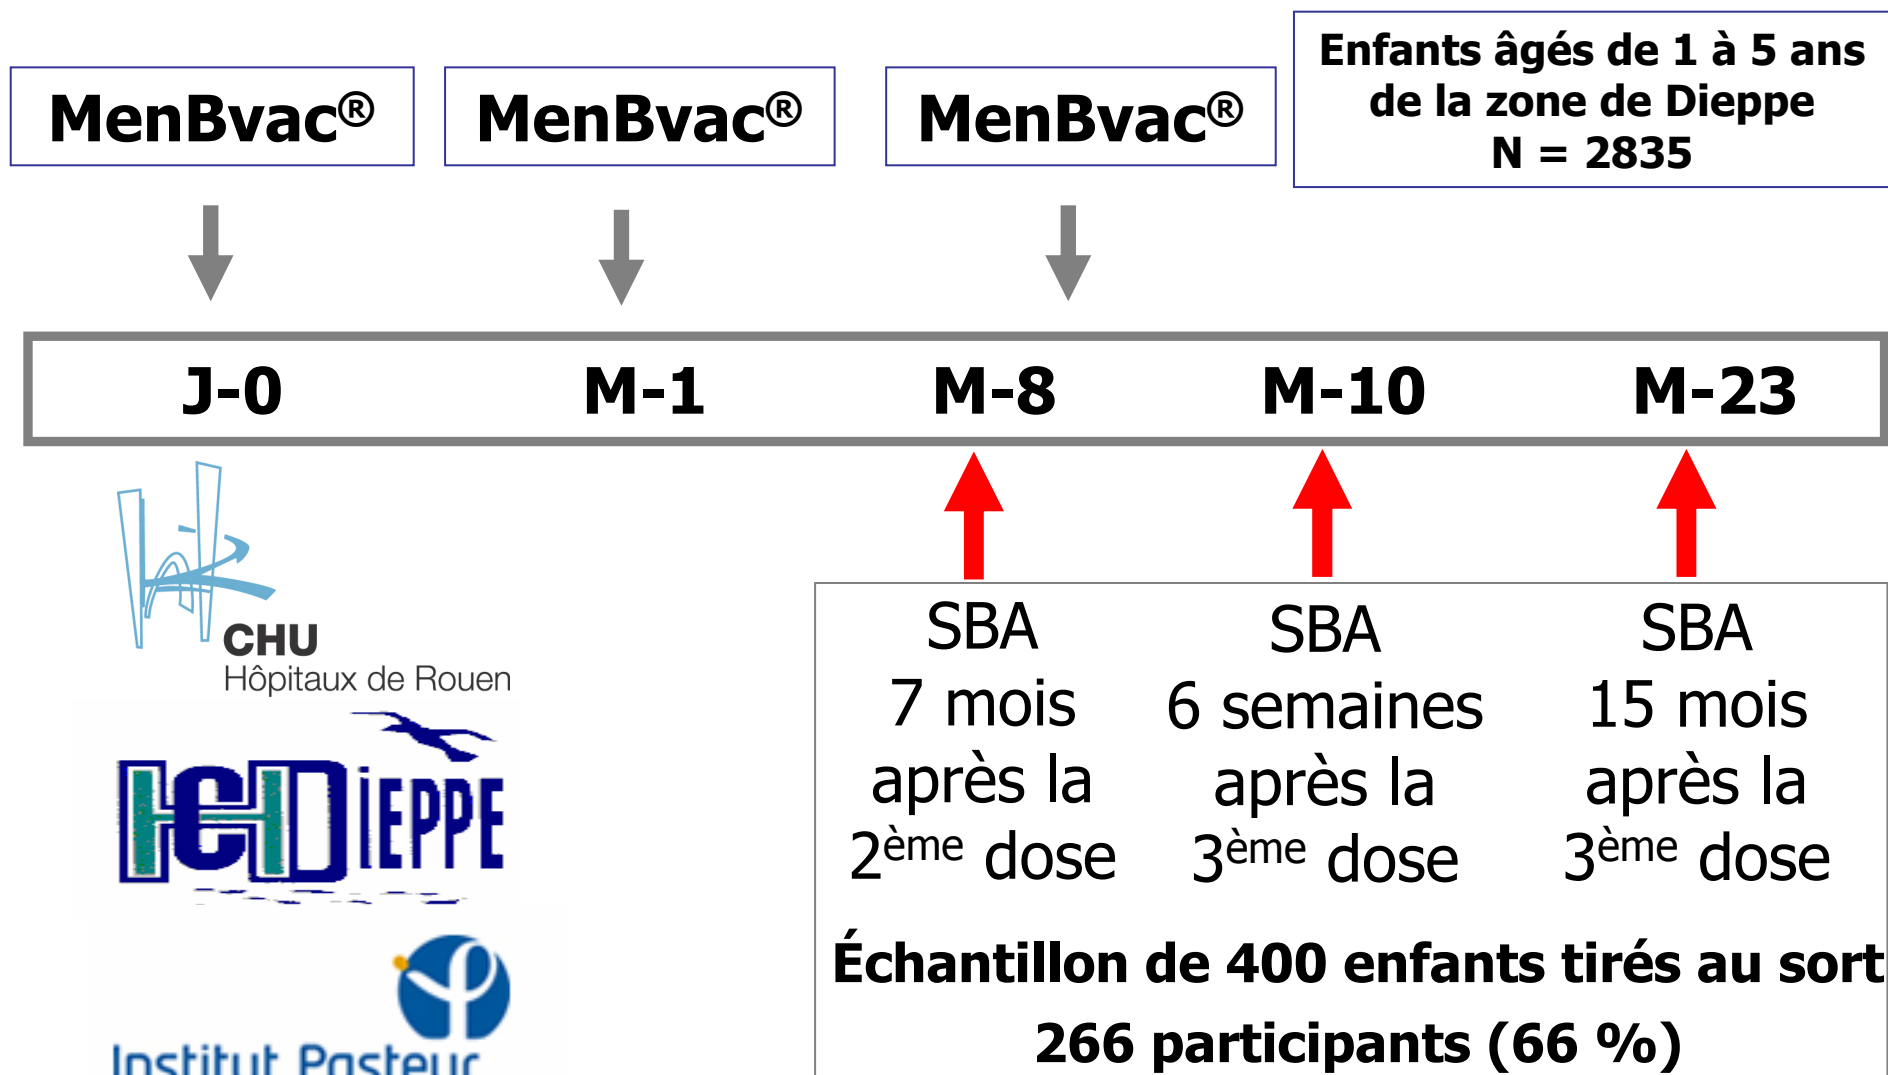 MenBvac®
MenBvac®
MenBvac®
Enfants âgés de 1 à 5 ans
de la zone de Dieppe
N = 2835
J-0
M-1
M-8
M-10
M-23
CHU
Hôpitaux de Rouen
CHDIEPPE
Institut Pasteur
SBA
7 mois
après la
2ème dose
SBA
6 semaines
après la
3ème dose
SBA
15 mois
après la
3ème dose
Échantillon de 400 enfants tirés au sort
266 participants (66 %)